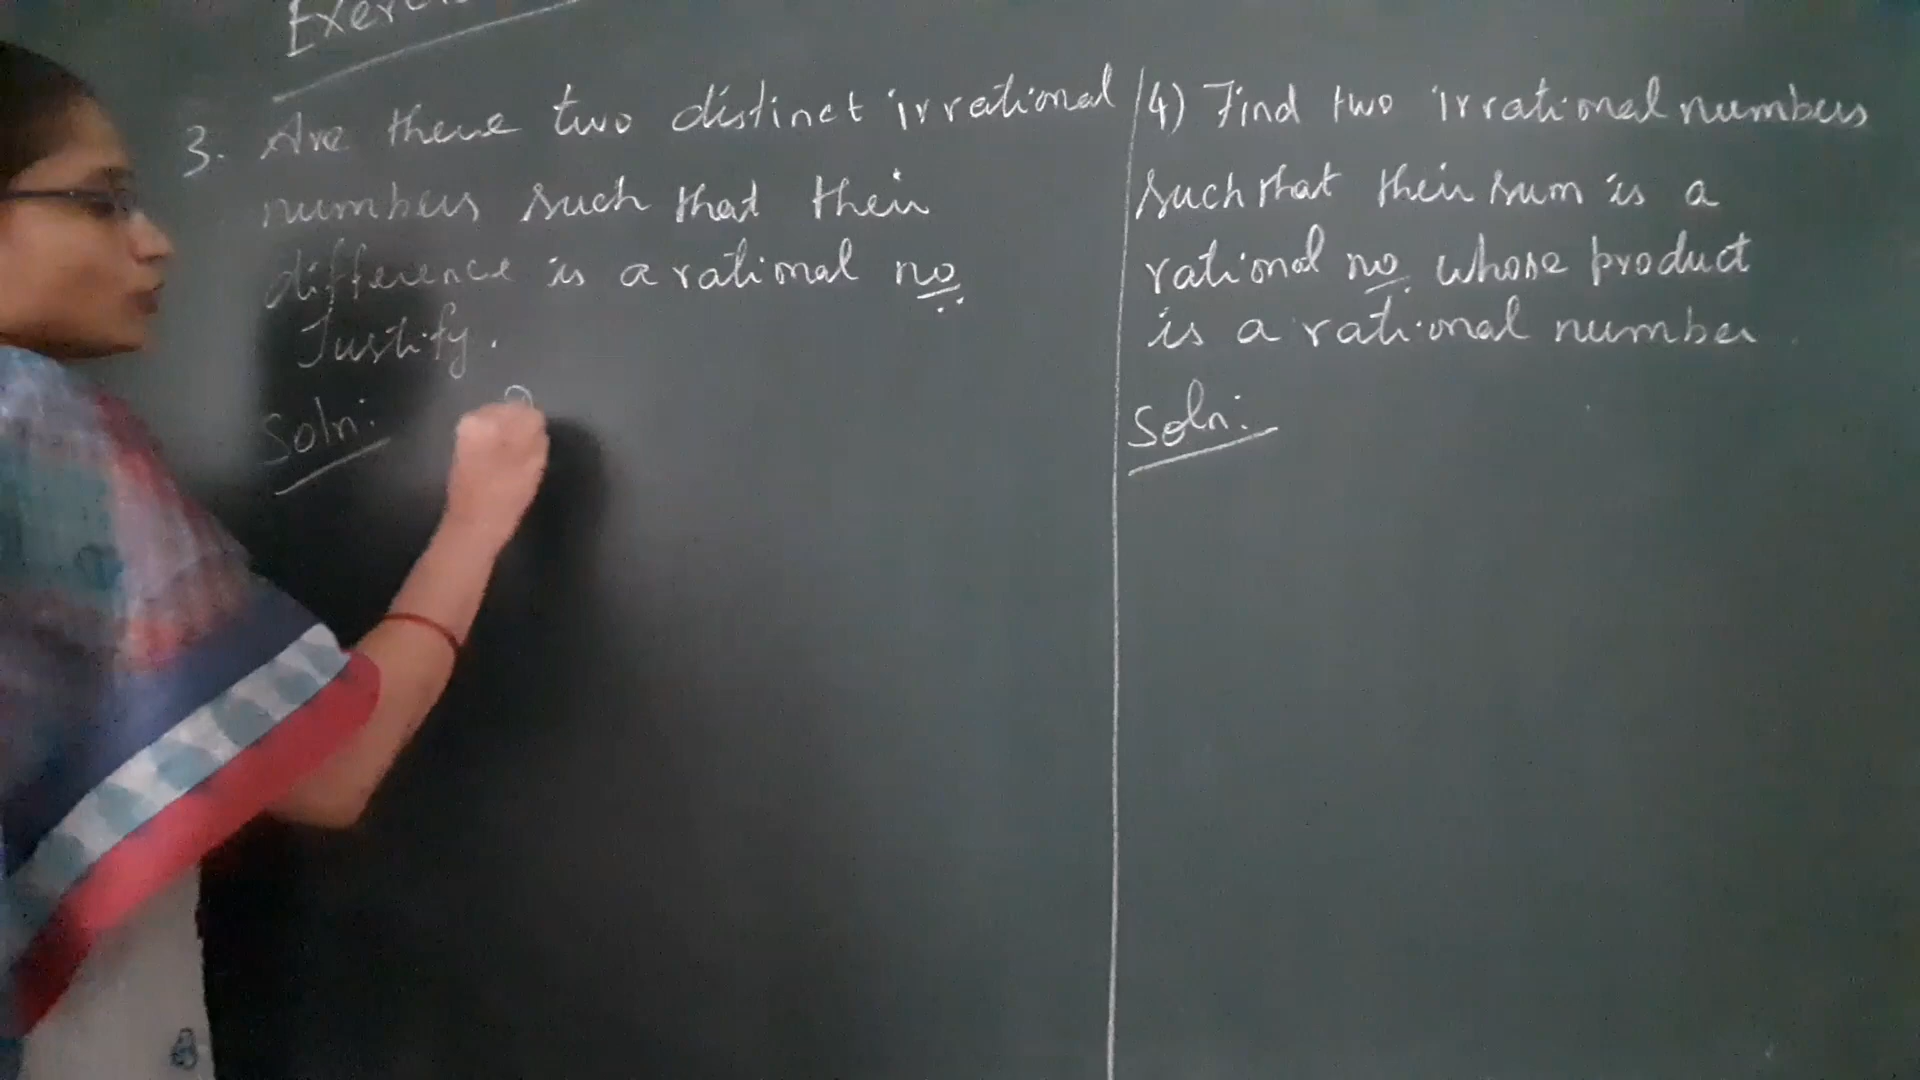 3. Are there two distinct irrational
numbers such that their
difference is a rational no.
Justify.
Soln:
4) Find two irrational numbers
such that their sum is a
rational no. whose product
is a rational number
Soln: